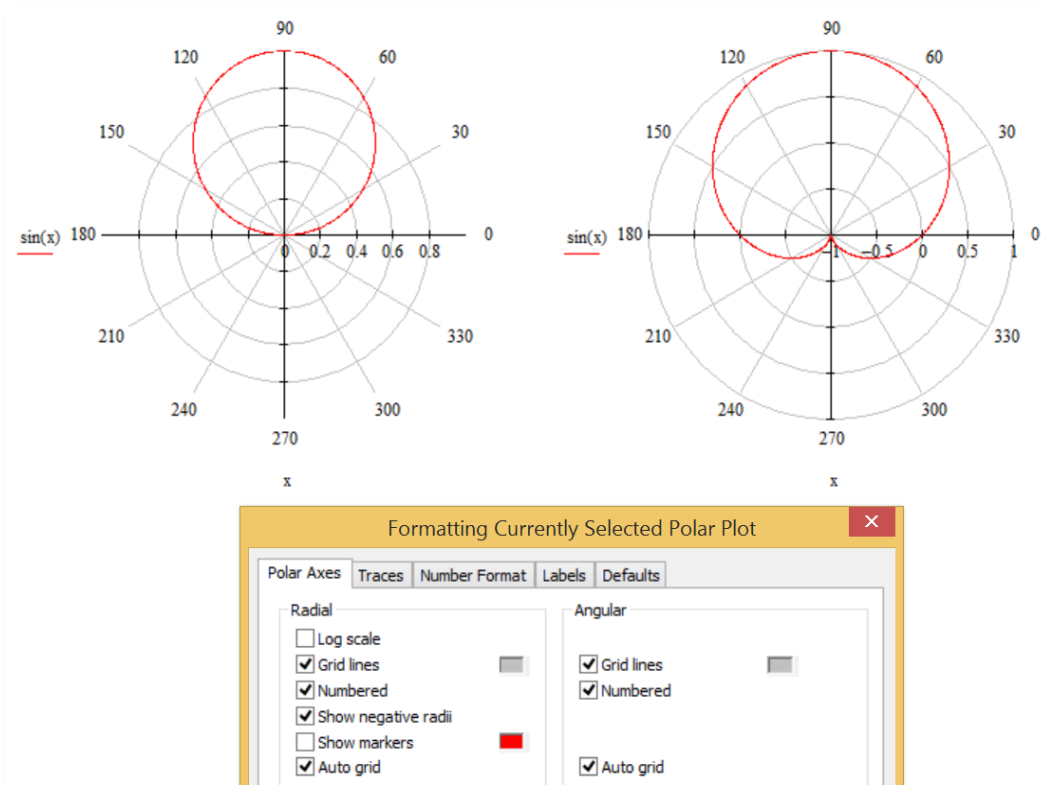 90
120 60
150 30
sin(x) 180 0 0.2 0.4 0.6 0.8 0
210 330
240 300
270
x
90
120 60
150 30
sin(x) 180 −1 −0.5 0 0.5 1 0
210 330
240 300
270
x
Formatting Currently Selected Polar Plot
Polar Axes Traces Number Format Labels Defaults
Radial
Log scale
Grid lines
Numbered
Show negative radii
Show markers
Auto grid
Angular
Grid lines
Numbered
Auto grid